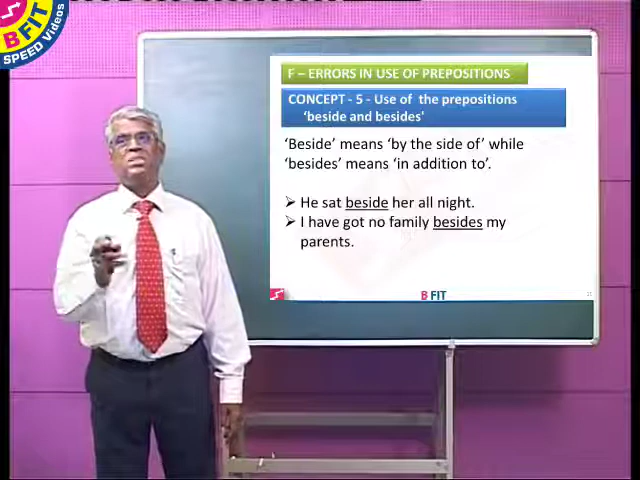 B FIT
SPEED Videos
F – ERRORS IN USE OF PREPOSITIONS
CONCEPT - 5 - Use of the prepositions
‘beside and besides’
‘Beside’ means ‘by the side of’ while
‘besides’ means ‘in addition to’.
➢ He sat beside her all night.
➢ I have got no family besides my
parents.
B FIT